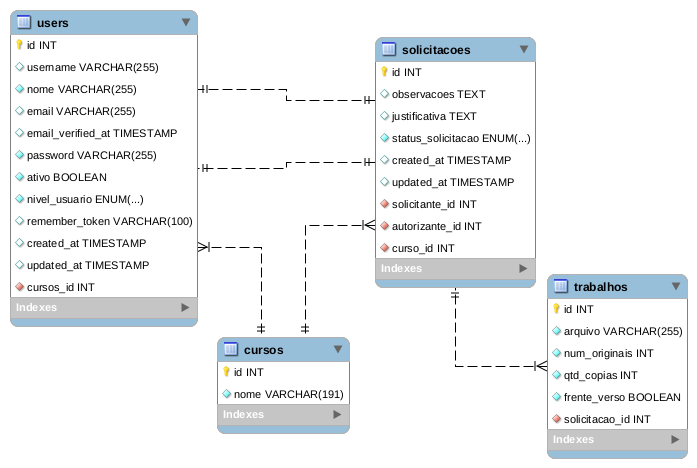 users
id INT
username VARCHAR(255)
nome VARCHAR(255)
email VARCHAR(255)
email_verified_at TIMESTAMP
password VARCHAR(255)
ativo BOOLEAN
nivel_usuario ENUM(...)
remember_token VARCHAR(100)
created_at TIMESTAMP
updated_at TIMESTAMP
cursos_id INT
Indexes
solicitacoes
id INT
observacoes TEXT
justificativa TEXT
status_solicitacao ENUM(...)
created_at TIMESTAMP
updated_at TIMESTAMP
solicitante_id INT
autorizante_id INT
curso_id INT
Indexes
cursos
id INT
nome VARCHAR(191)
Indexes
trabalhos
id INT
arquivo VARCHAR(255)
num_originais INT
qtd_copias INT
frente_verso BOOLEAN
solicitacao_id INT
Indexes